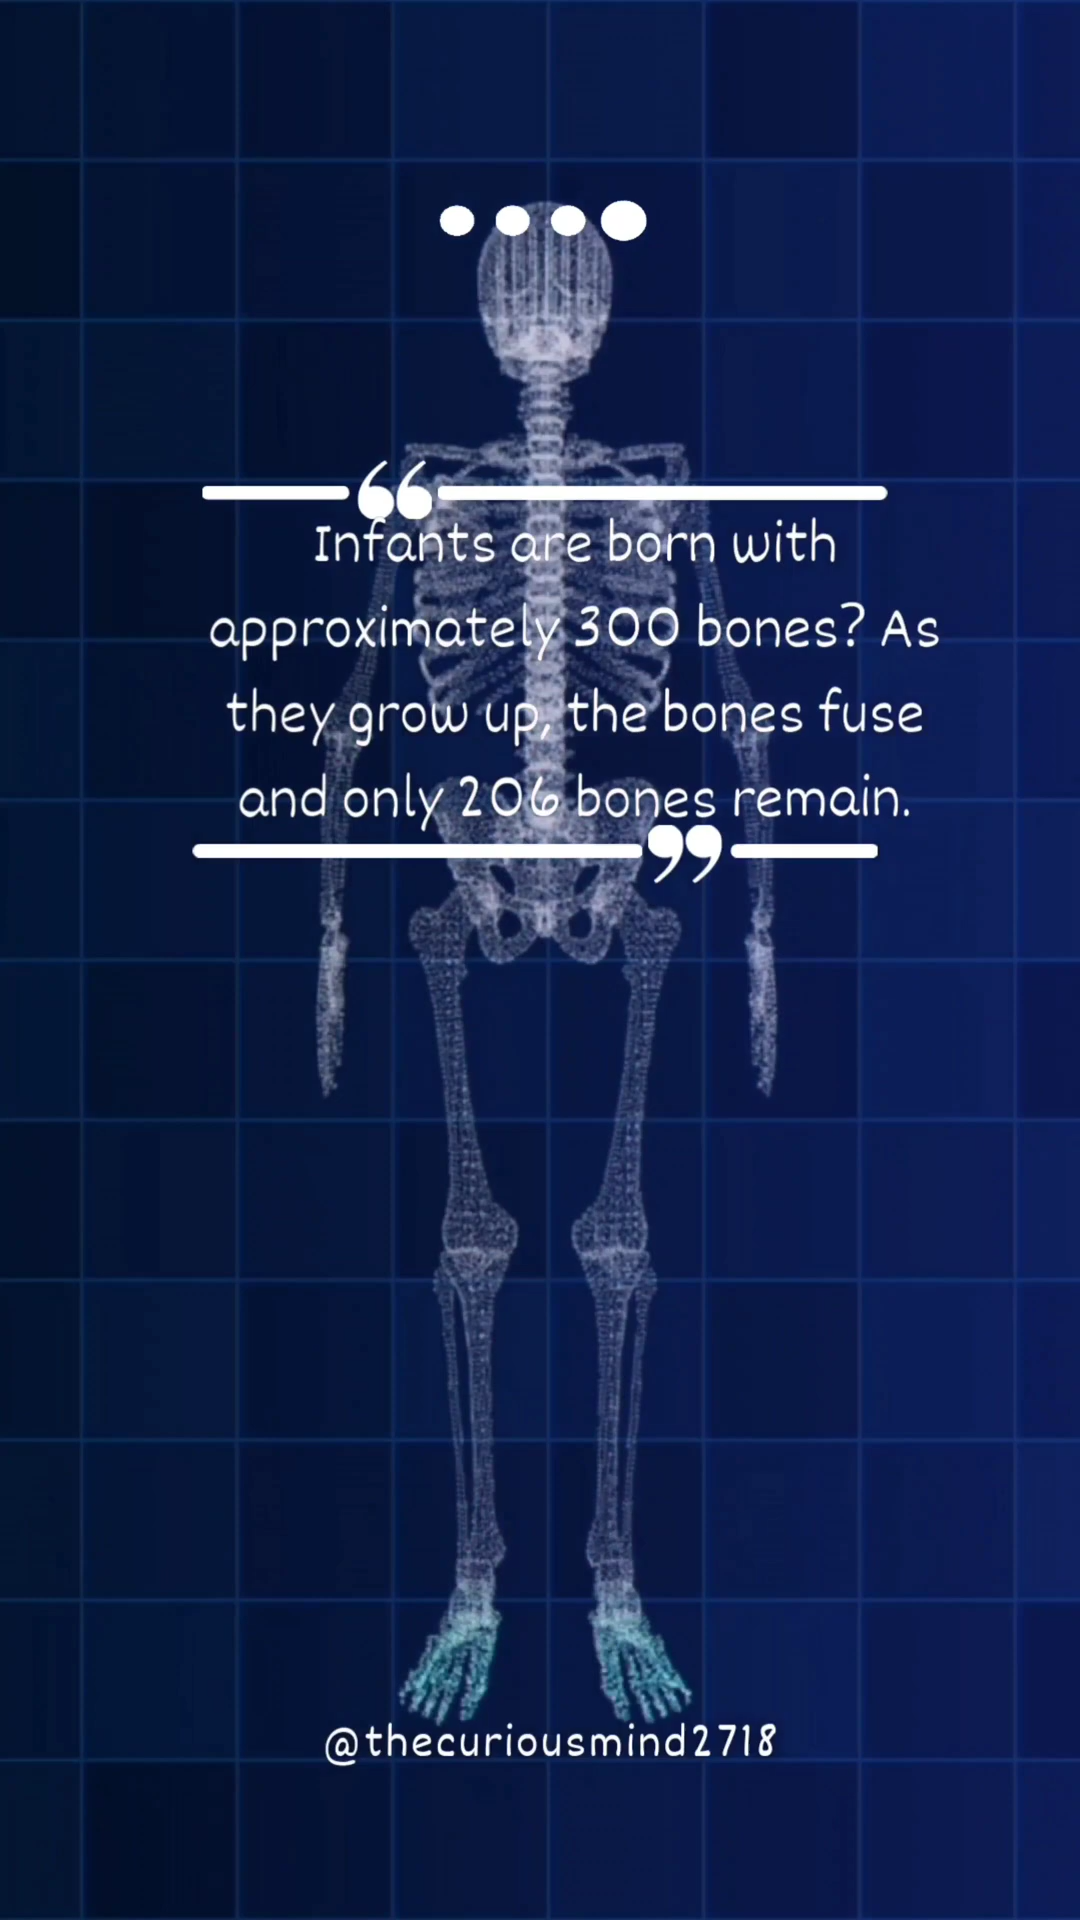 Infants are born with
approximately 300 bones? As
they grow up, the bones fuse
and only 206 bones remain.
@thecuriousmind2718